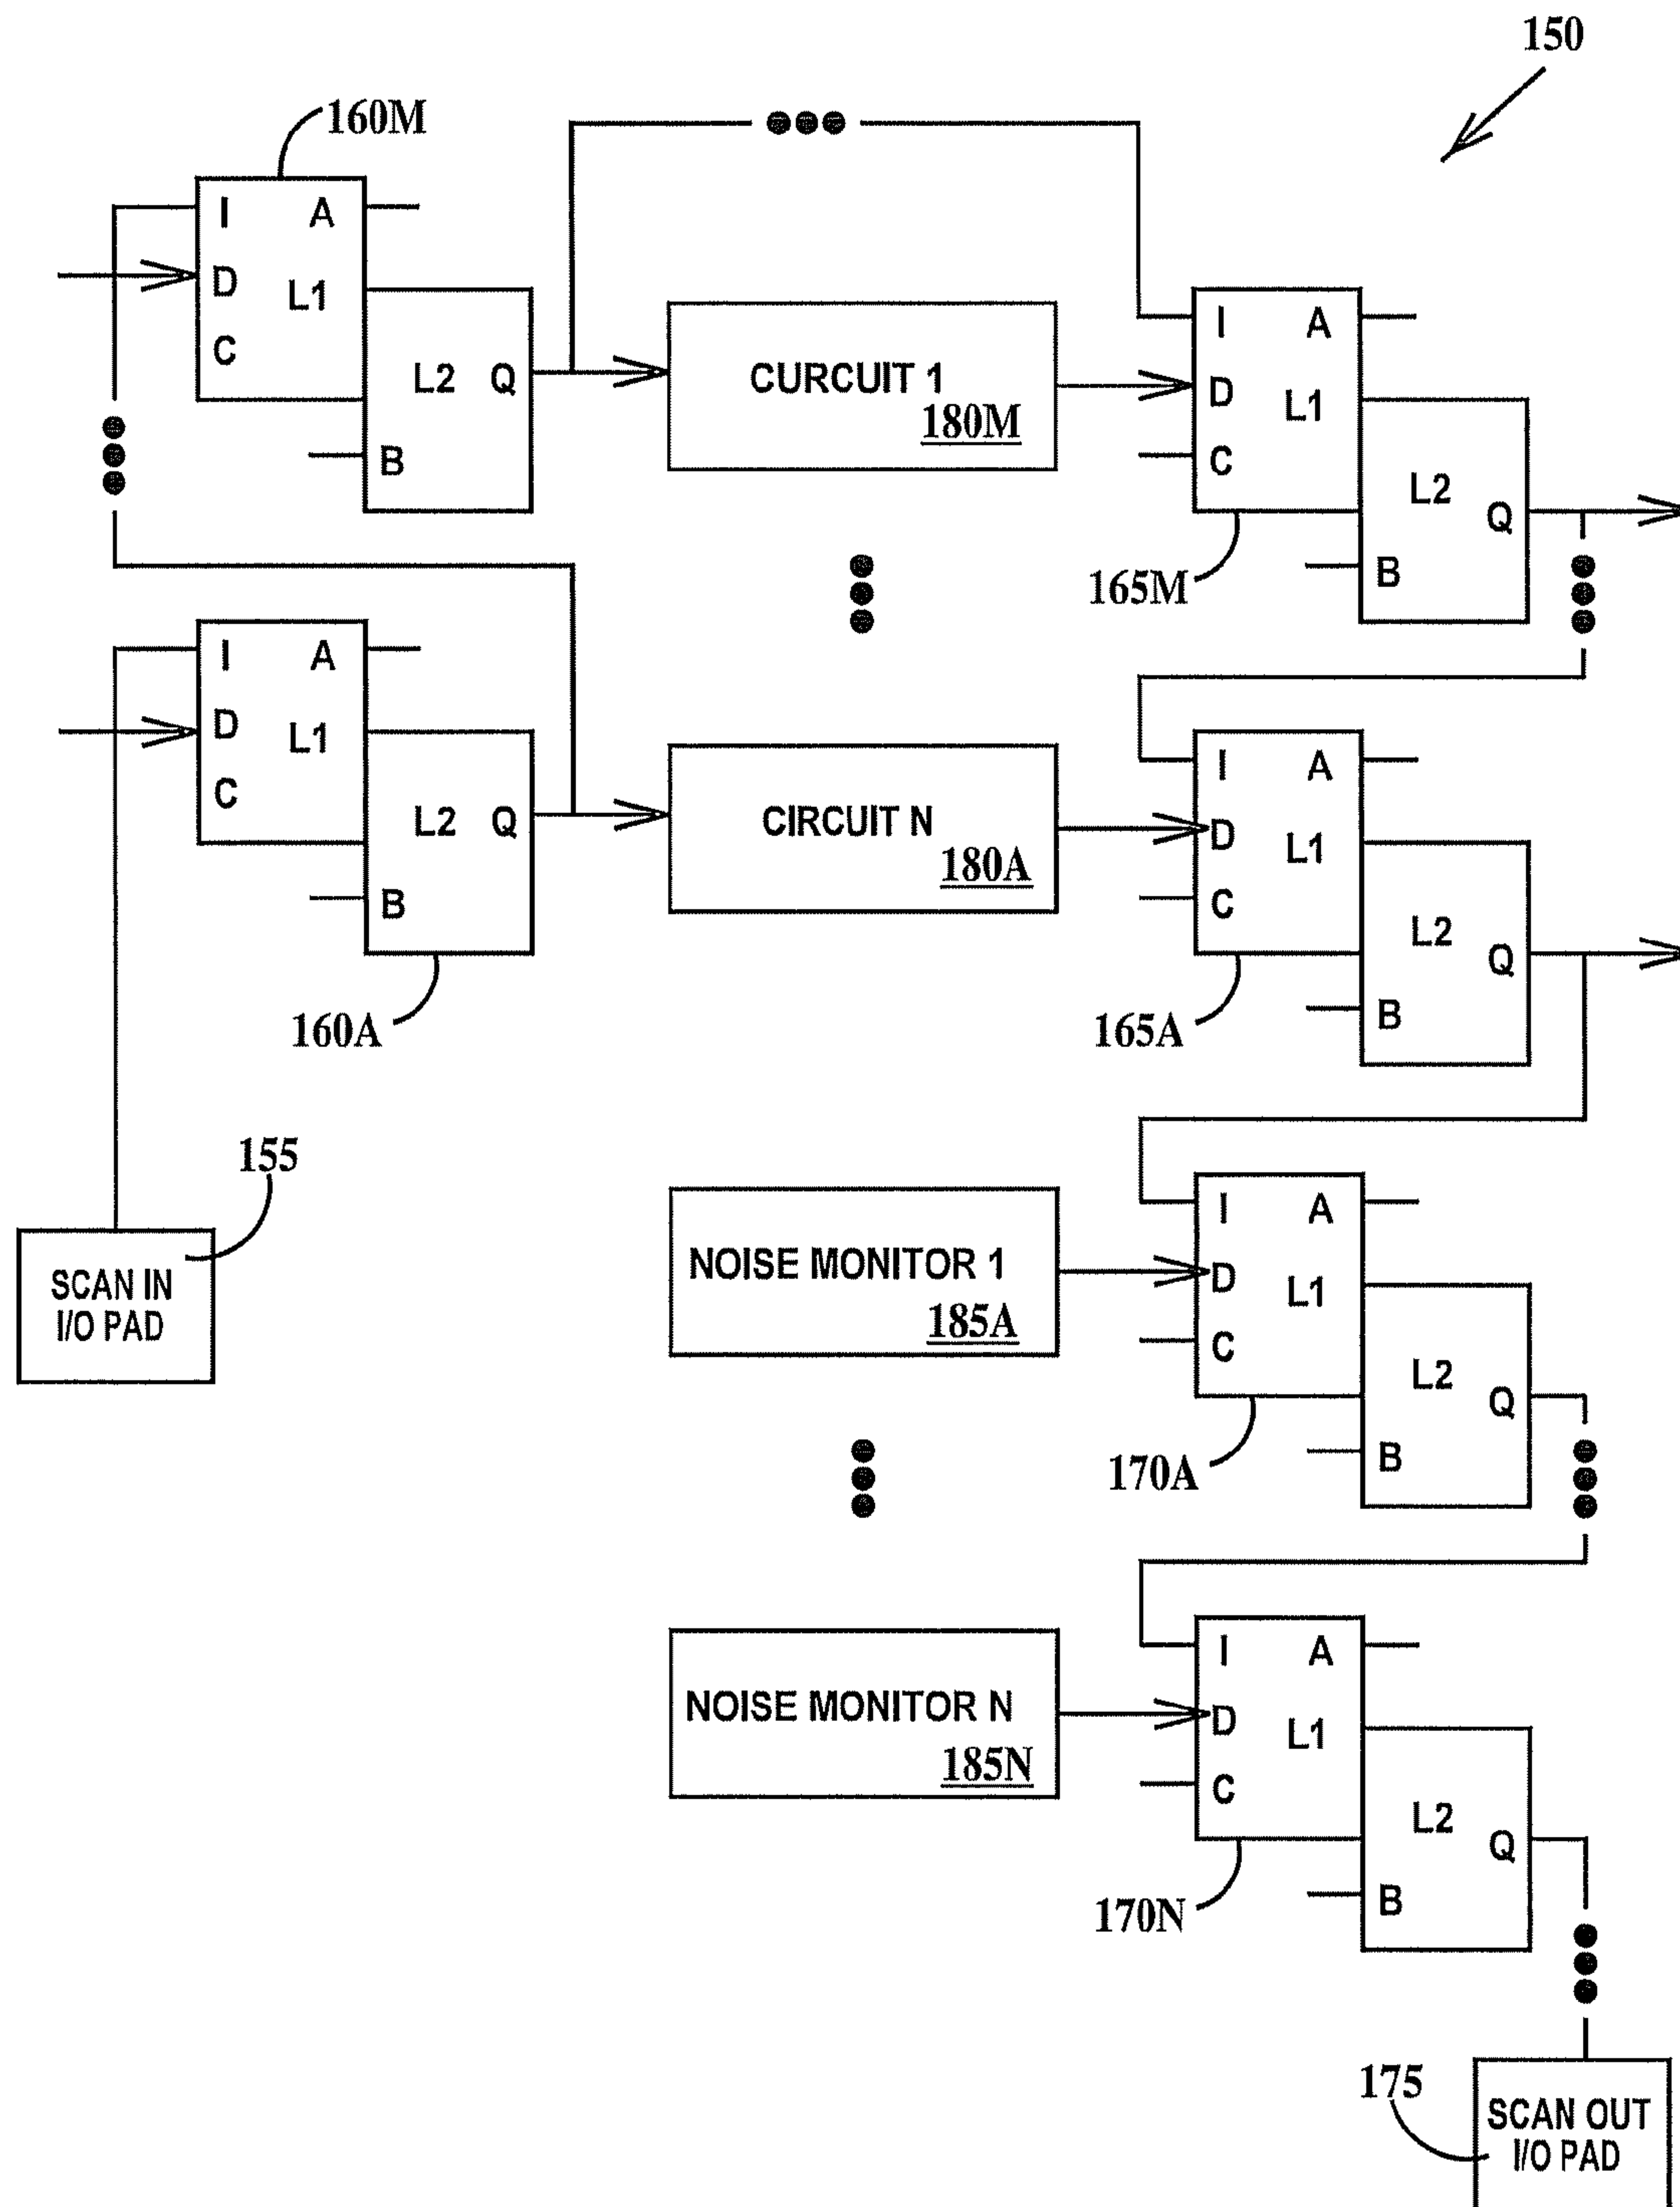 150
160M
I A
D
L1
C
L2 Q
B
CURCUIT 1
180M
I A
D
L1
C
L2
Q
B
165M
I A
D
L1
C
L2 Q
B
160A
CIRCUIT N
180A
I A
D
L1
C
L2
Q
B
165A
155
SCAN IN
I/O PAD
NOISE MONITOR 1
185A
I A
D
L1
C
L2
Q
B
170A
NOISE MONITOR N
185N
I A
D
L1
C
L2
Q
B
170N
175
SCAN OUT
I/O PAD